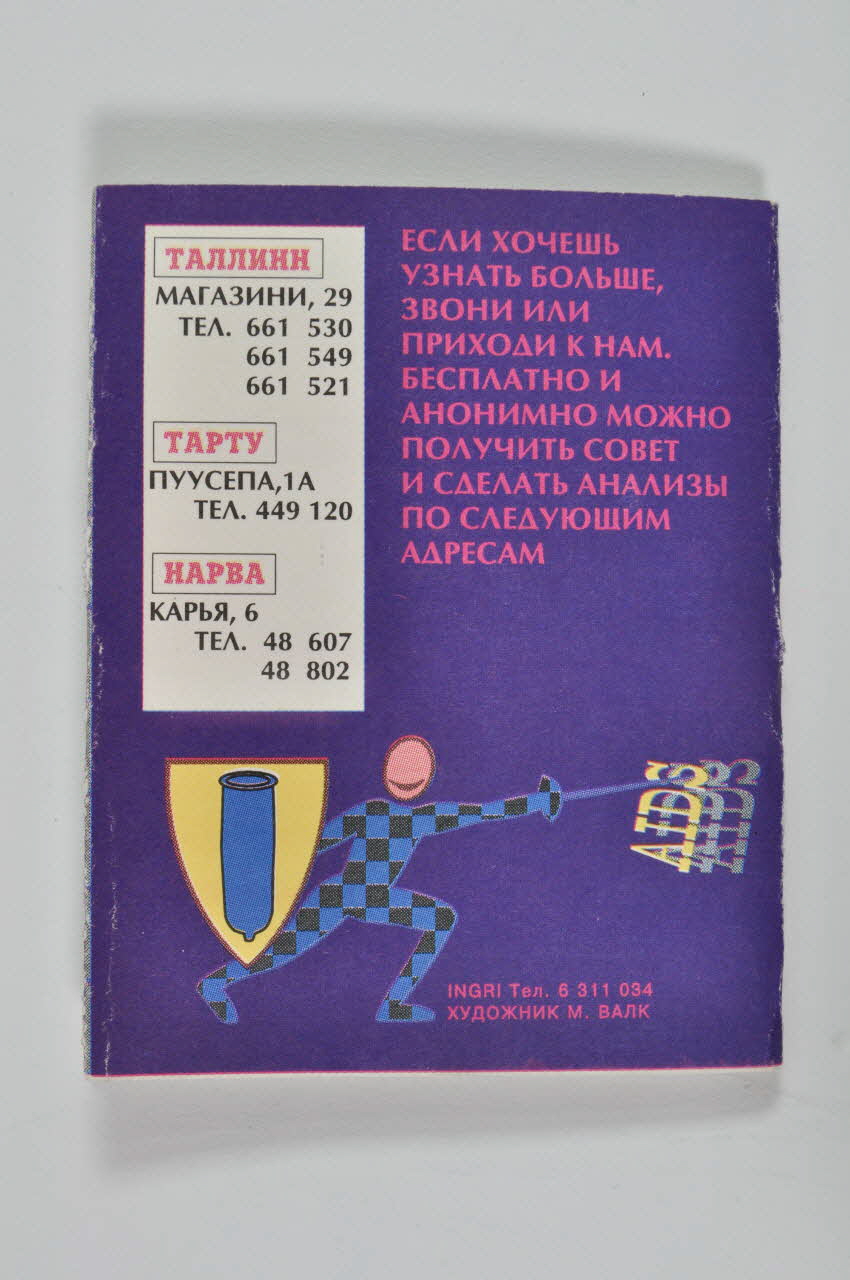 ТАЛЛИНН
МАГАЗИНИ, 29
ТЕЛ. 661 530
661 549
661 521
ТАРТУ
ПУУСЕПА,1А
ТЕЛ. 449 120
НАРВА
КАРЬЯ, 6
ТЕЛ. 48 607
48 802
ЕСЛИ ХОЧЕШЬ
УЗНАТЬ БОЛЬШЕ,
ЗВОНИ ИЛИ
ПРИХОДИ К НАМ.
БЕСПЛАТНО И
АНОНИМНО МОЖНО
ПОЛУЧИТЬ СОВЕТ
И СДЕЛАТЬ АНАЛИЗЫ
ПО СЛЕДУЮЩИМ
АДРЕСАМ
AIDS
INGRI Тел. 6 311 034
ХУДОЖНИК М. ВАЛК